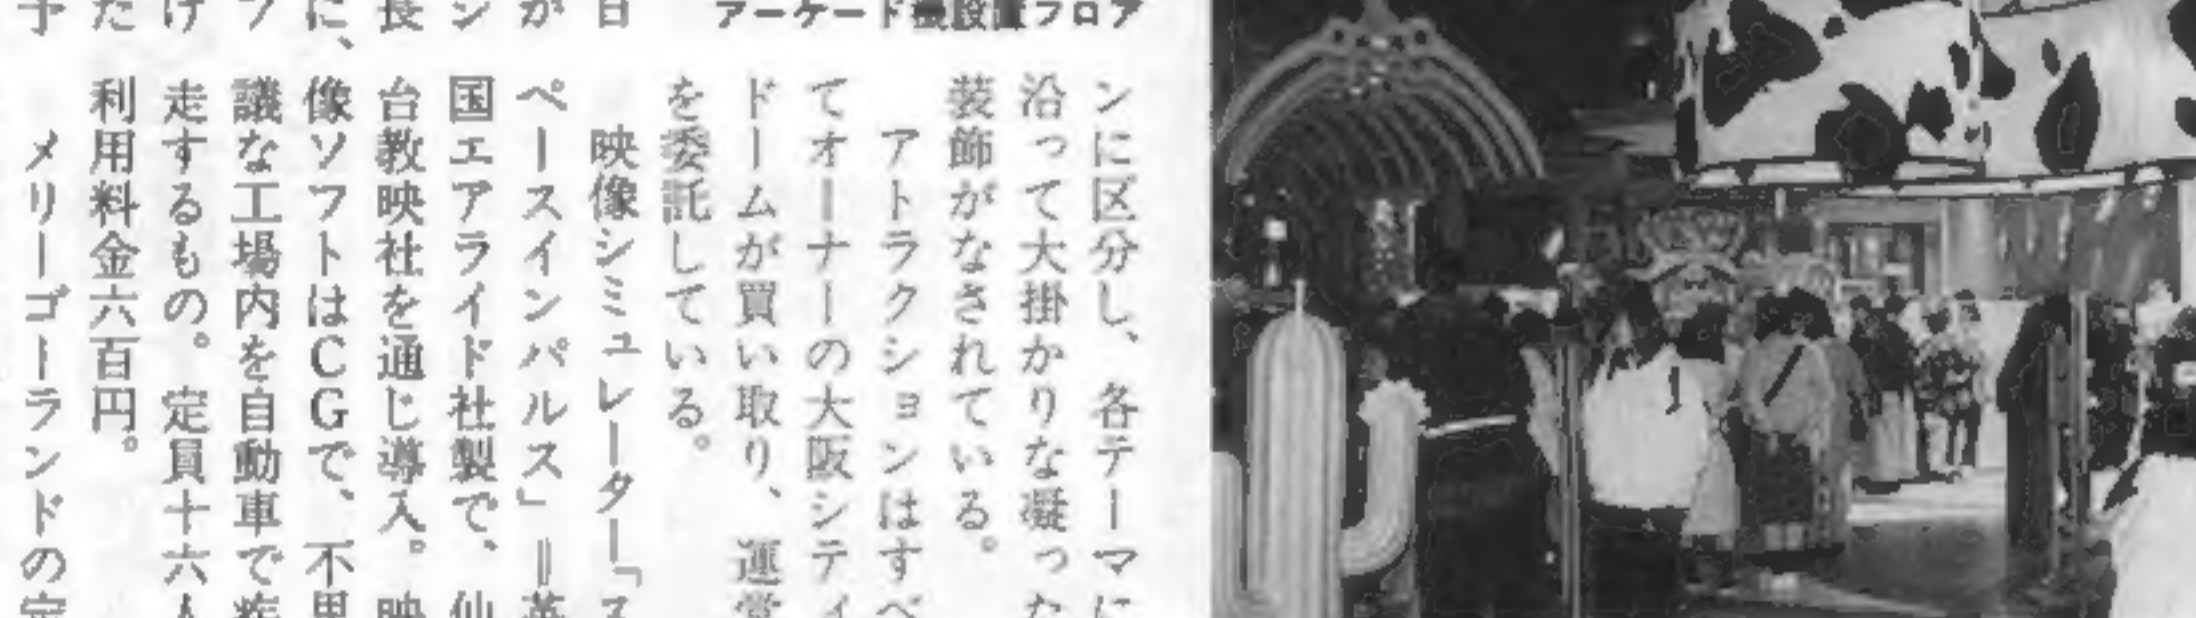 アーケード機設置フロア
ンに区分し、各テーマに
沿って大掛かりな凝った
装飾がなされている。
アトラクションはすべ
てオーナーの大阪シティ
ドームが買い取り、運営
を委託している。
映像シミュレーター「ス
ペースインパルス」＝英
国エアライド社製で、仙
台教映社を通じ導入。映
像ソフトはCGで、不思
議な工場内を自動車で疾
走するもの。定員十六人
利用料金六百円。
メリーゴーランドの定